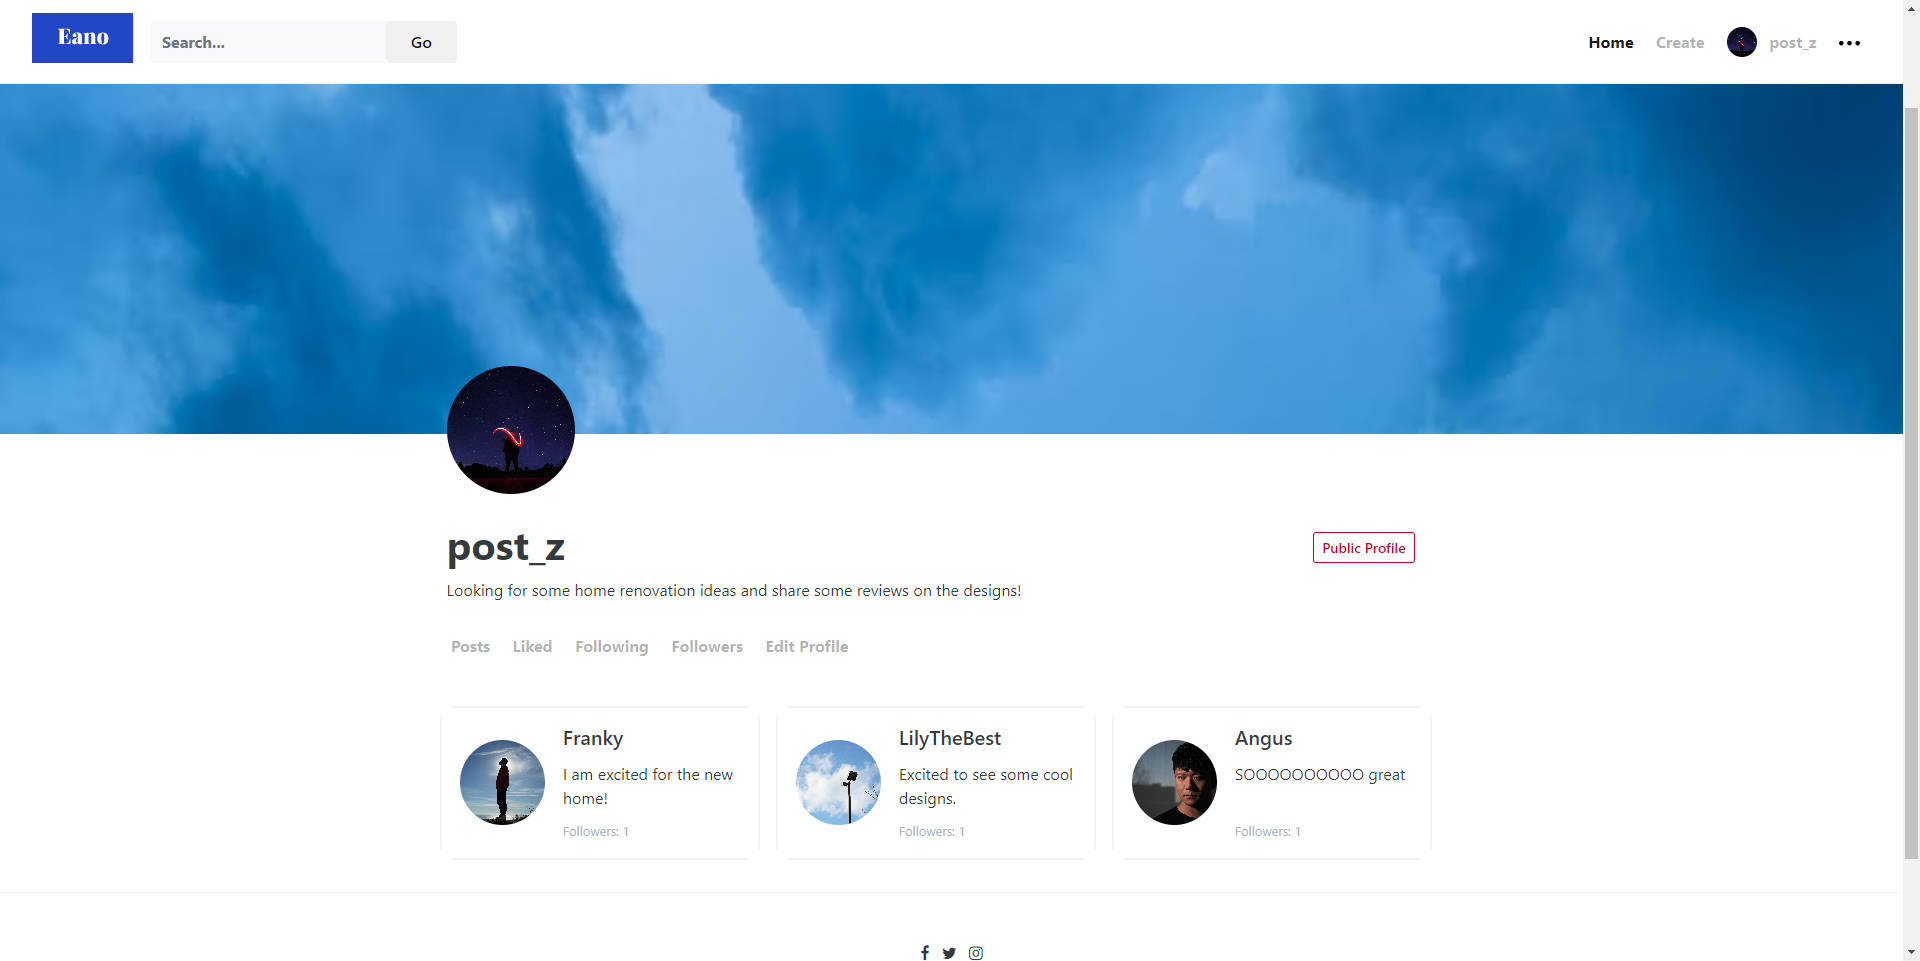 Eano
Search...
Go
Home
Create
post_z
post_z
Public Profile
Looking for some home renovation ideas and share some reviews on the designs!
Posts
Liked
Following
Followers
Edit Profile
Franky
I am excited for the new
home!
Followers: 1
LilyTheBest
Excited to see some cool
designs.
Followers: 1
Angus
SOOOOOOOOOO great
Followers: 1